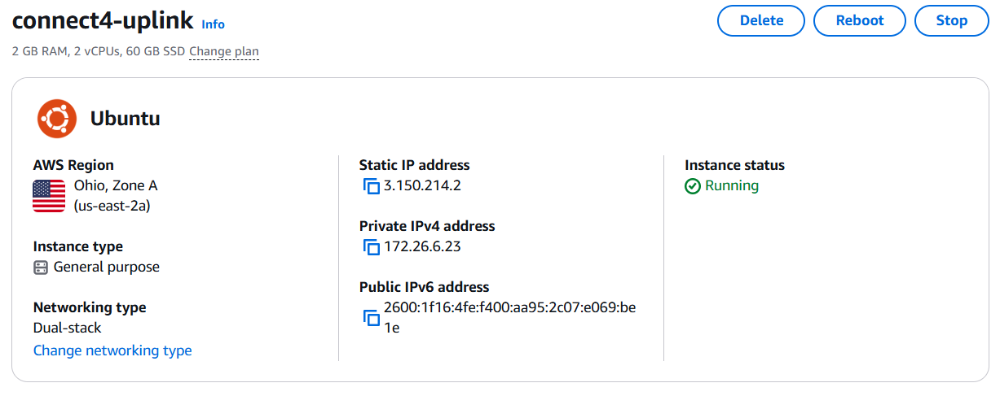 connect4-uplink Info
Delete
Reboot
Stop
2 GB RAM, 2 vCPUs, 60 GB SSD Change plan
Ubuntu
AWS Region
Ohio, Zone A
(us-east-2a)
Instance type
General purpose
Networking type
Dual-stack
Change networking type
Static IP address
3.150.214.2
Private IPv4 address
172.26.6.23
Public IPv6 address
2600:1f16:4fe:f400:aa95:2c07:e069:be
1e
Instance status
Running